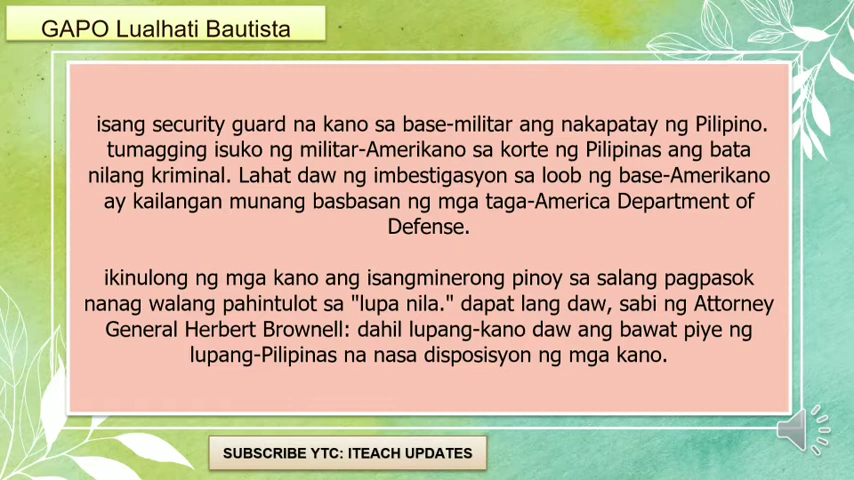 GAPO Lualhati Bautista
isang security guard na kano sa base-militar ang nakapatay ng Pilipino.
tumagging isuko ng militar-Amerikano sa korte ng Pilipinas ang bata
nilang kriminal. Lahat daw ng imbestigasyon sa loob ng base-Amerikano
ay kailangan munang basbasan ng mga taga-America Department of
Defense.
ikinulong ng mga kano ang isangminerong pinoy sa salang pagpasok
nanag walang pahintulot sa "lupa nila." dapat lang daw, sabi ng Attorney
General Herbert Brownell: dahil lupang-kano daw ang bawat piye ng
lupang-Pilipinas na nasa disposisyon ng mga kano.
SUBSCRIBE YTC: ITEACH UPDATES